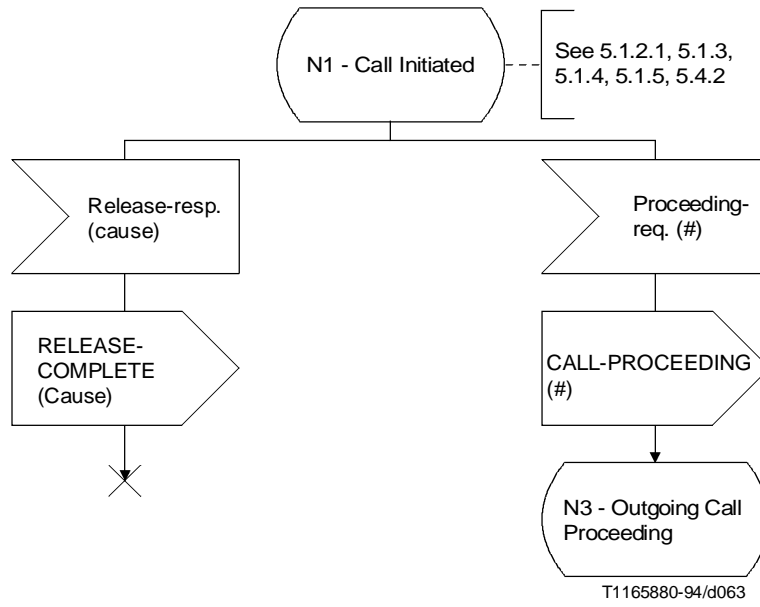 N1 - Call Initiated
See 5.1.2.1, 5.1.3,
5.1.4, 5.1.5, 5.4.2
Release-resp.
(cause)
Proceeding-
req. (#)
RELEASE-
COMPLETE
(Cause)
CALL-PROCEEDING
(#)
N3 - Outgoing Call
Proceeding
T1165880-94/d063